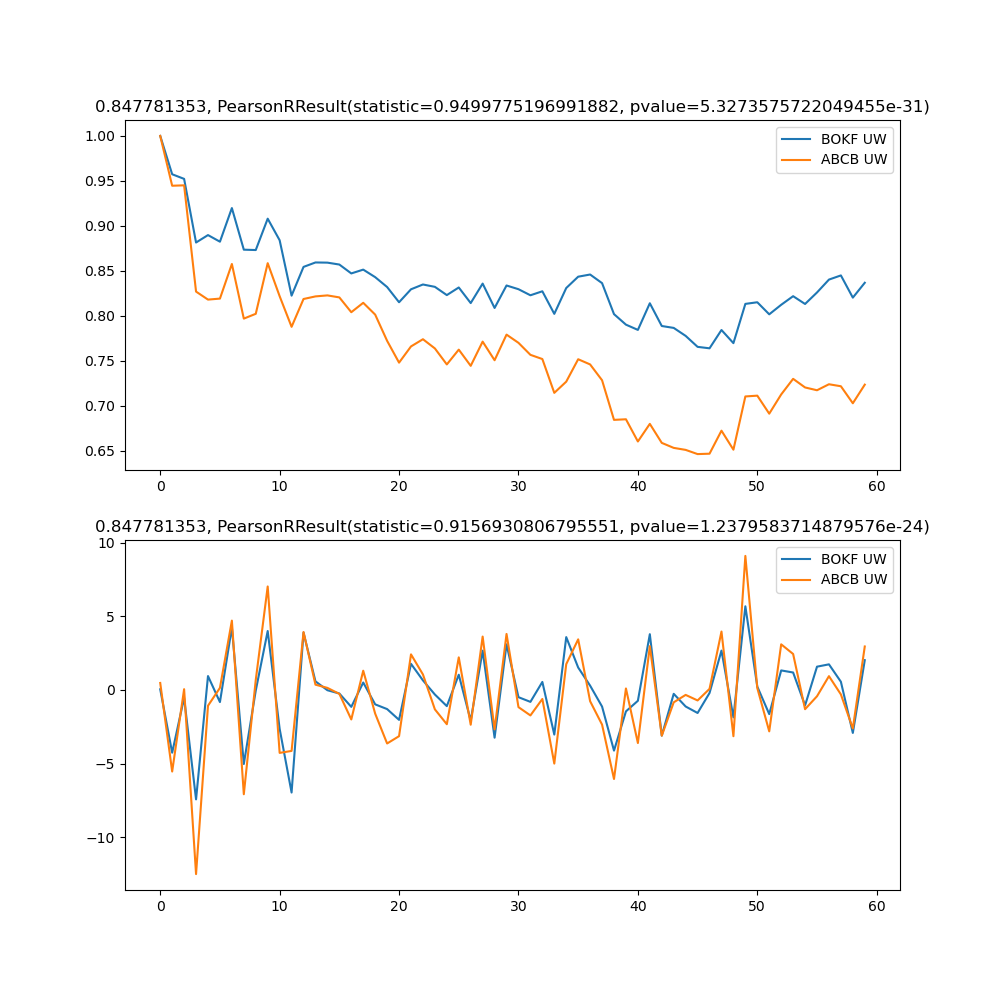 0.847781353, PearsonRResult(statistic=0.9499775196991882, pvalue=5.3273575722049455e-31)
BOKF UW
ABCB UW
1.00
0.95
0.90
0.85
0.80
0.75
0.70
0.65
0 10 20 30 40 50 60
0.847781353, PearsonRResult(statistic=0.9156930806795551, pvalue=1.2379583714879576e-24)
BOKF UW
ABCB UW
10
5
0
−5
−10
0 10 20 30 40 50 60